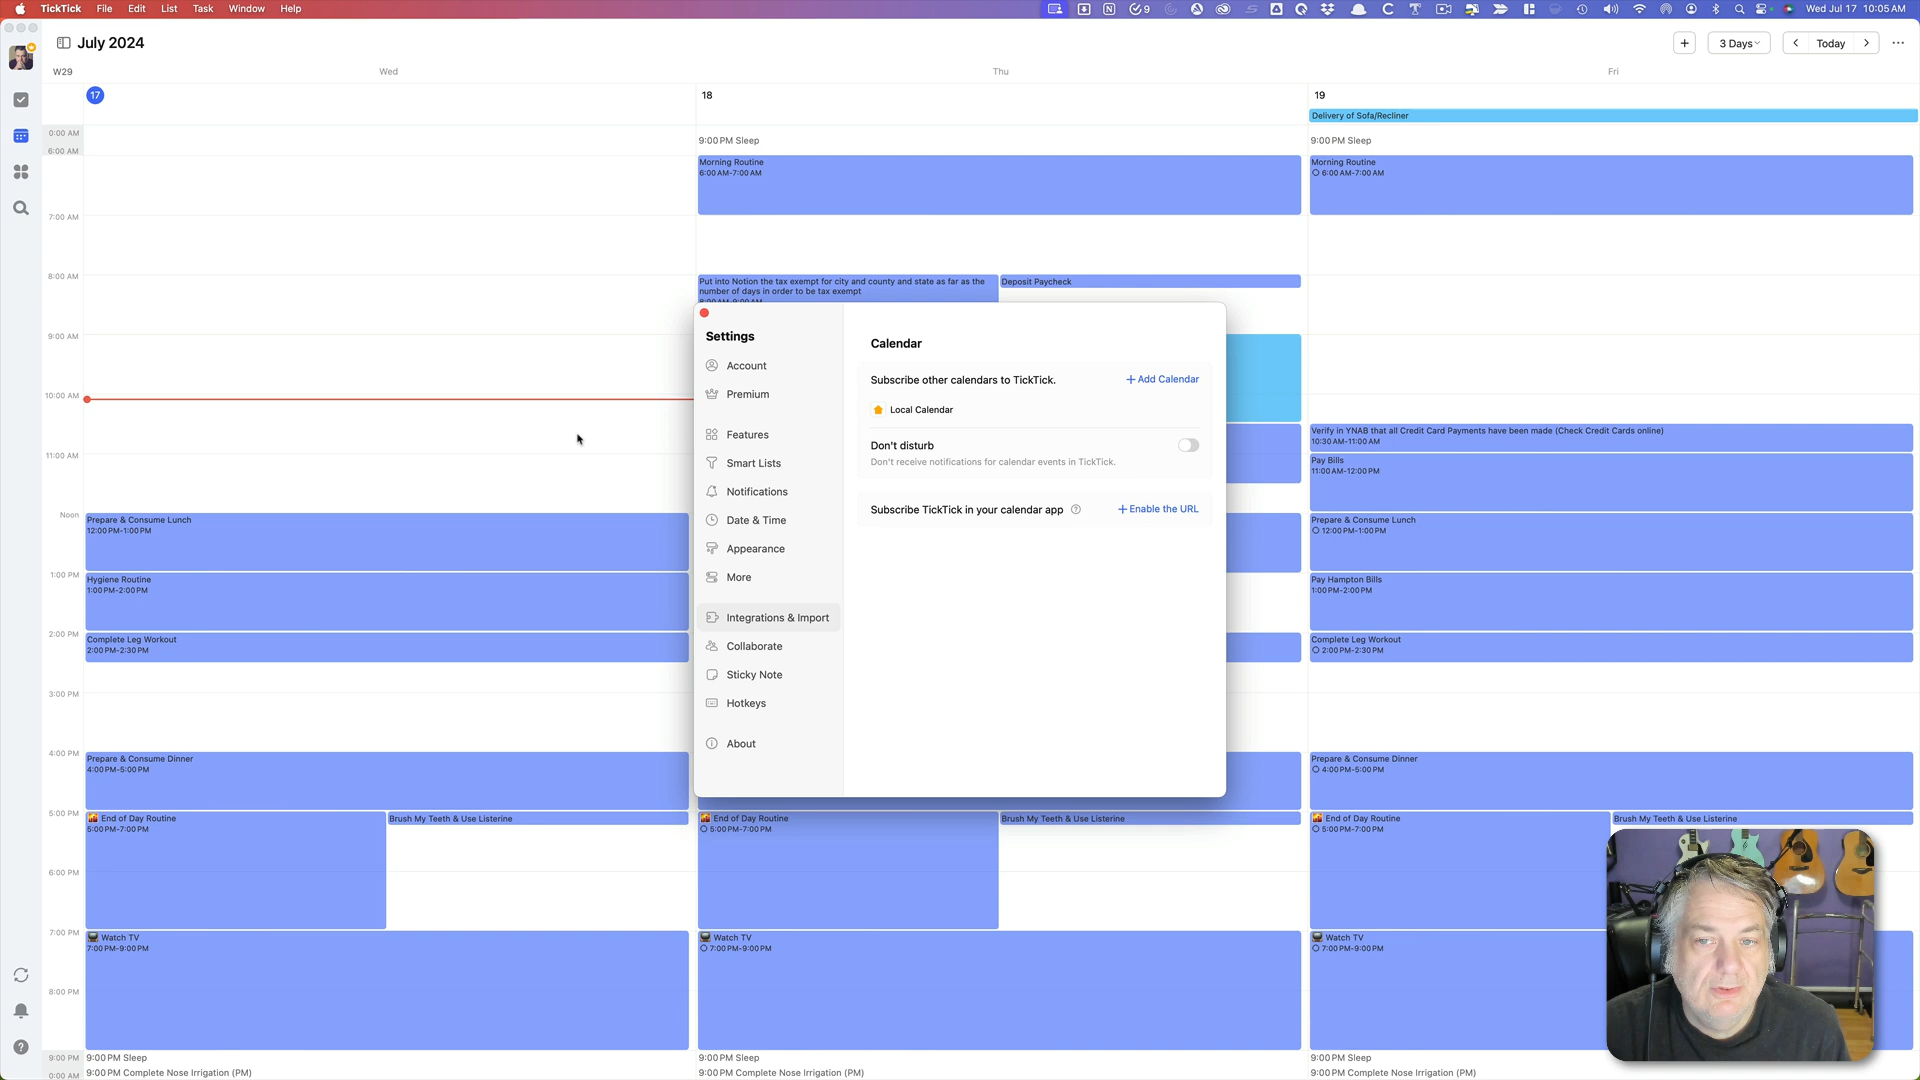 TickTick File Edit List Task Window Help
9
Wed Jul 17 10:05 AM
July 2024
3 Days
Today
W29
Wed
Thu
Fri
17
18
19
Delivery of Sofa/Recliner
0:00 AM
6:00 AM
7:00 AM
8:00 AM
9:00 AM
10:00 AM
11:00 AM
Noon
1:00 PM
2:00 PM
3:00 PM
4:00 PM
5:00 PM
6:00 PM
7:00 PM
8:00 PM
9:00 PM
0:00 AM
Prepare & Consume Lunch
12:00 PM-1:00 PM
Hygiene Routine
1:00 PM-2:00 PM
Complete Leg Workout
2:00 PM-2:30 PM
Prepare & Consume Dinner
4:00 PM-5:00 PM
End of Day Routine
5:00 PM-7:00 PM
Brush My Teeth & Use Listerine
Watch TV
7:00 PM-9:00 PM
9:00 PM Sleep
9:00 PM Complete Nose Irrigation (PM)
9:00 PM Sleep
Morning Routine
6:00 AM-7:00 AM
Put into Notion the tax exempt for city and county and state as far as the
number of days in order to be tax exempt
8:00 AM-9:00 AM
Deposit Paycheck
End of Day Routine
5:00 PM-7:00 PM
Brush My Teeth & Use Listerine
Watch TV
7:00 PM-9:00 PM
9:00 PM Sleep
9:00 PM Complete Nose Irrigation (PM)
9:00 PM Sleep
Morning Routine
6:00 AM-7:00 AM
Verify in YNAB that all Credit Card Payments have been made (Check Credit Cards online)
10:30 AM-11:00 AM
Pay Bills
11:00 AM-12:00 PM
Prepare & Consume Lunch
12:00 PM-1:00 PM
Pay Hampton Bills
1:00 PM-2:00 PM
Complete Leg Workout
2:00 PM-2:30 PM
Prepare & Consume Dinner
4:00 PM-5:00 PM
End of Day Routine
5:00 PM-7:00 PM
Brush My Teeth & Use Listerine
Watch TV
7:00 PM-9:00 PM
9:00 PM Sleep
9:00 PM Complete Nose Irrigation (PM)
Settings
Account
Premium
Features
Smart Lists
Notifications
Date & Time
Appearance
More
Integrations & Import
Collaborate
Sticky Note
Hotkeys
About
Calendar
Subscribe other calendars to TickTick.
+ Add Calendar
Local Calendar
Don't disturb
Don't receive notifications for calendar events in TickTick.
Subscribe TickTick in your calendar app
+ Enable the URL